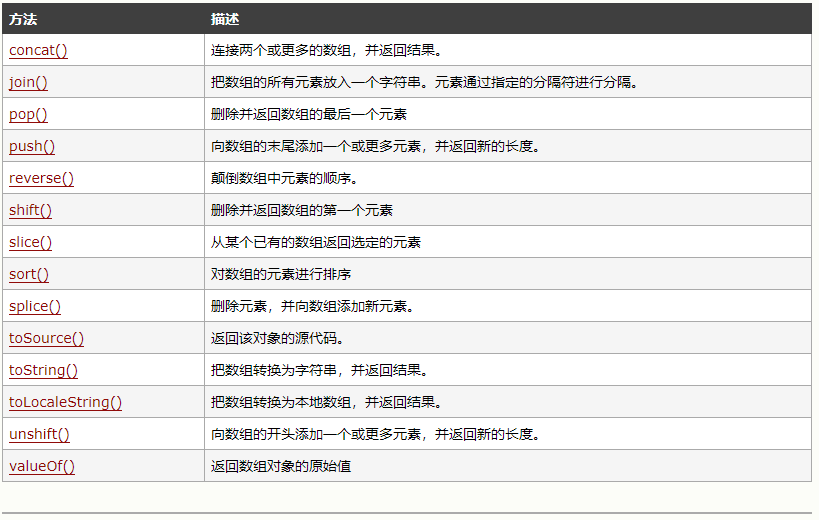 方法 描述
concat() 连接两个或更多的数组，并返回结果。
join() 把数组的所有元素放入一个字符串。元素通过指定的分隔符进行分隔。
pop() 删除并返回数组的最后一个元素
push() 向数组的末尾添加一个或更多元素，并返回新的长度。
reverse() 颠倒数组中元素的顺序。
shift() 删除并返回数组的第一个元素
slice() 从某个已有的数组返回选定的元素
sort() 对数组的元素进行排序
splice() 删除元素，并向数组添加新元素。
toSource() 返回该对象的源代码。
toString() 把数组转换为字符串，并返回结果。
toLocaleString() 把数组转换为本地数组，并返回结果。
unshift() 向数组的开头添加一个或更多元素，并返回新的长度。
valueOf() 返回数组对象的原始值